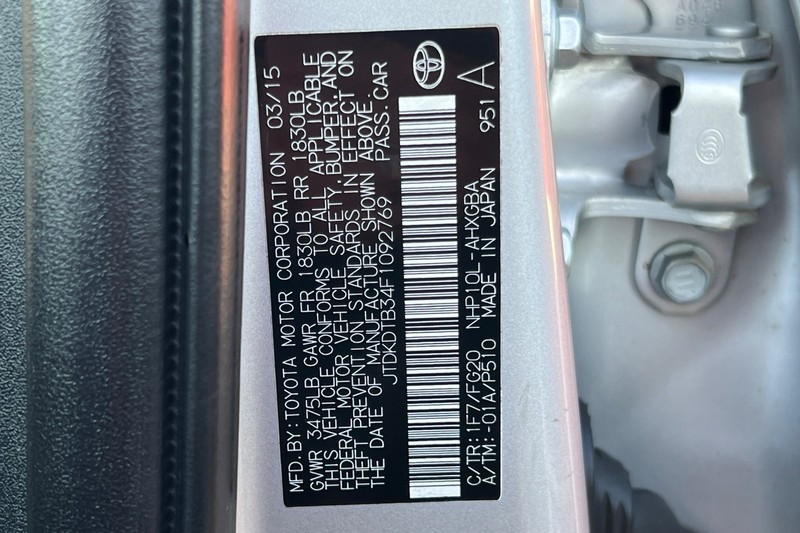 MFD.BY:TOYOTA MOTOR CORPORATION 03/15
GVWR 3475LB GAWR FR 1830LB RR 1830LB
THIS VEHICLE CONFORMS TO ALL APPLICABLE
FEDERAL MOTOR VEHICLE SAFETY, BUMPER, AND
THEFT PREVENTION STANDARDS IN EFFECT ON
THE DATE OF MANUFACTURE SHOWN ABOVE.
JTDKDTB34F1092769 PASS.CAR
C/TR:1F7/FG20 NHP10L-AHXGBA
A/TM:-01A/P510 MADE IN JAPAN 951 A